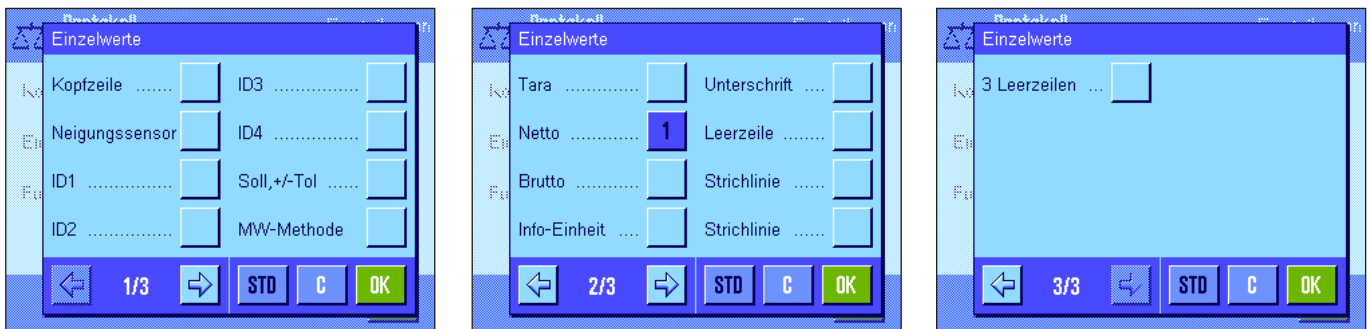 Einzelwerte
Kopfzeile ....... ID3 ...............
Neigungssensor ID4 ...............
ID1 ............... Soll,+/-Tol ......
ID2 ............... MW-Methode
1/3 STD C OK
Einzelwerte
Tara ............. Unterschrift ....
Netto ............ 1 Leerzeile ........
Brutto ............ Strichlinie ......
Info-Einheit .... Strichlinie ......
2/3 STD C OK
Einzelwerte
3 Leerzeilen ...
3/3 STD C OK